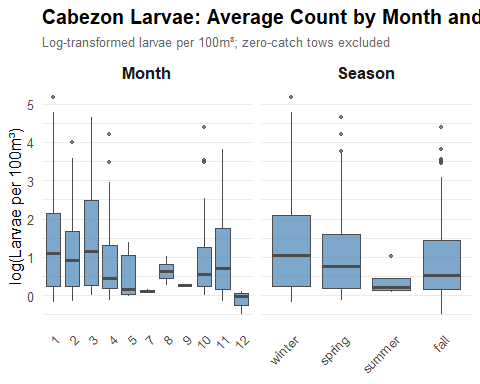 Cabezon Larvae: Average Count by Month and
Log-transformed larvae per 100m³; zero-catch tows excluded
Month
Season
log(Larvae per 100m³)
5
4
3
2
1
0
1 2 3 4 5 7 8 9 10 11 12
winter spring summer fall